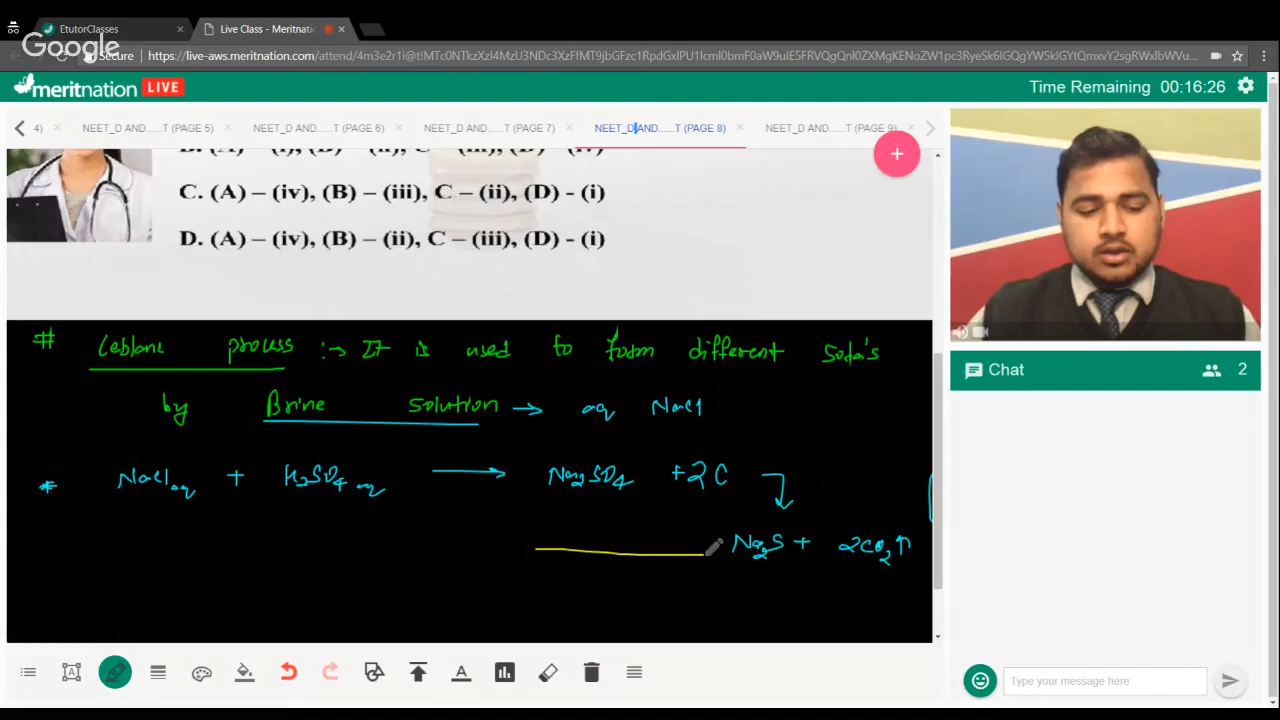 EtutorClasses
Live Class - Meritnation
Google
Secure
https://live-aws.meritnation.com/attend/
meritnation LIVE
Time Remaining 00:16:26
4)
NEET_D AND......T (PAGE 5)
NEET_D AND......T (PAGE 6)
NEET_D AND......T (PAGE 7)
NEET_D AND......T (PAGE 8)
NEET_D AND......T (PAGE 9)
C. (A) – (iv), (B) – (iii), C – (ii), (D) - (i)
D. (A) – (iv), (B) – (ii), C – (iii), (D) - (i)
# Leblanc process :→ It is used to form different Soda's
by Brine solution → aq NaCl
* NaCl aq + H2SO4 aq → Na2SO4 + 2C
Na2S + 2CO2↑
Chat
2
Type your message here